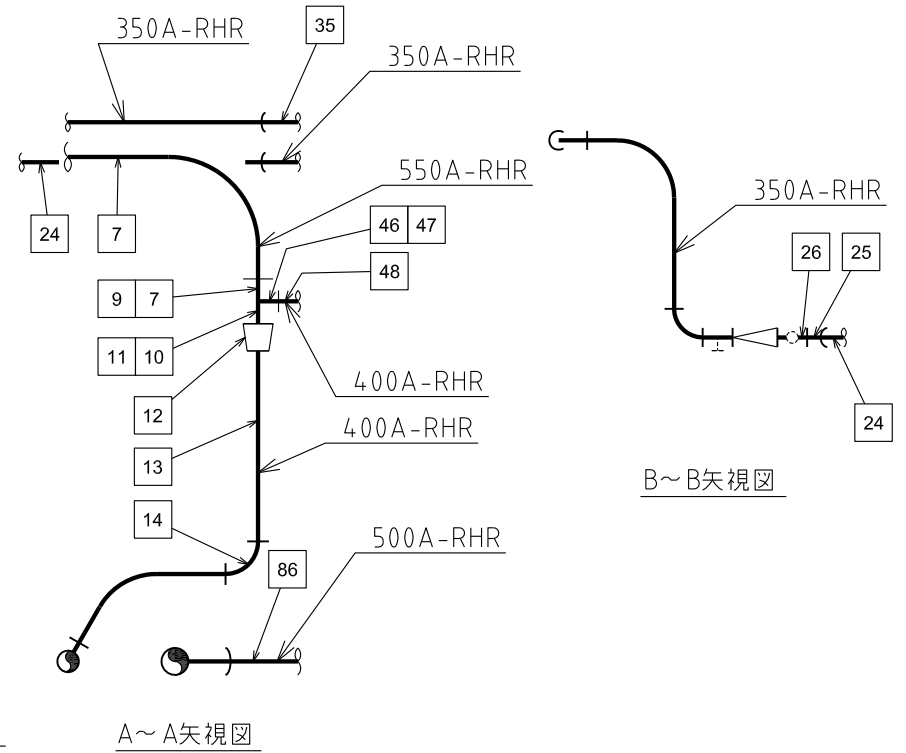 350A-RHR
35
350A-RHR
550A-RHR
24
7
46 47
48
9 7
11 10
12
400A-RHR
400A-RHR
13
14
500A-RHR
86
A～A矢視図
350A-RHR
26
25
24
B～B矢視図